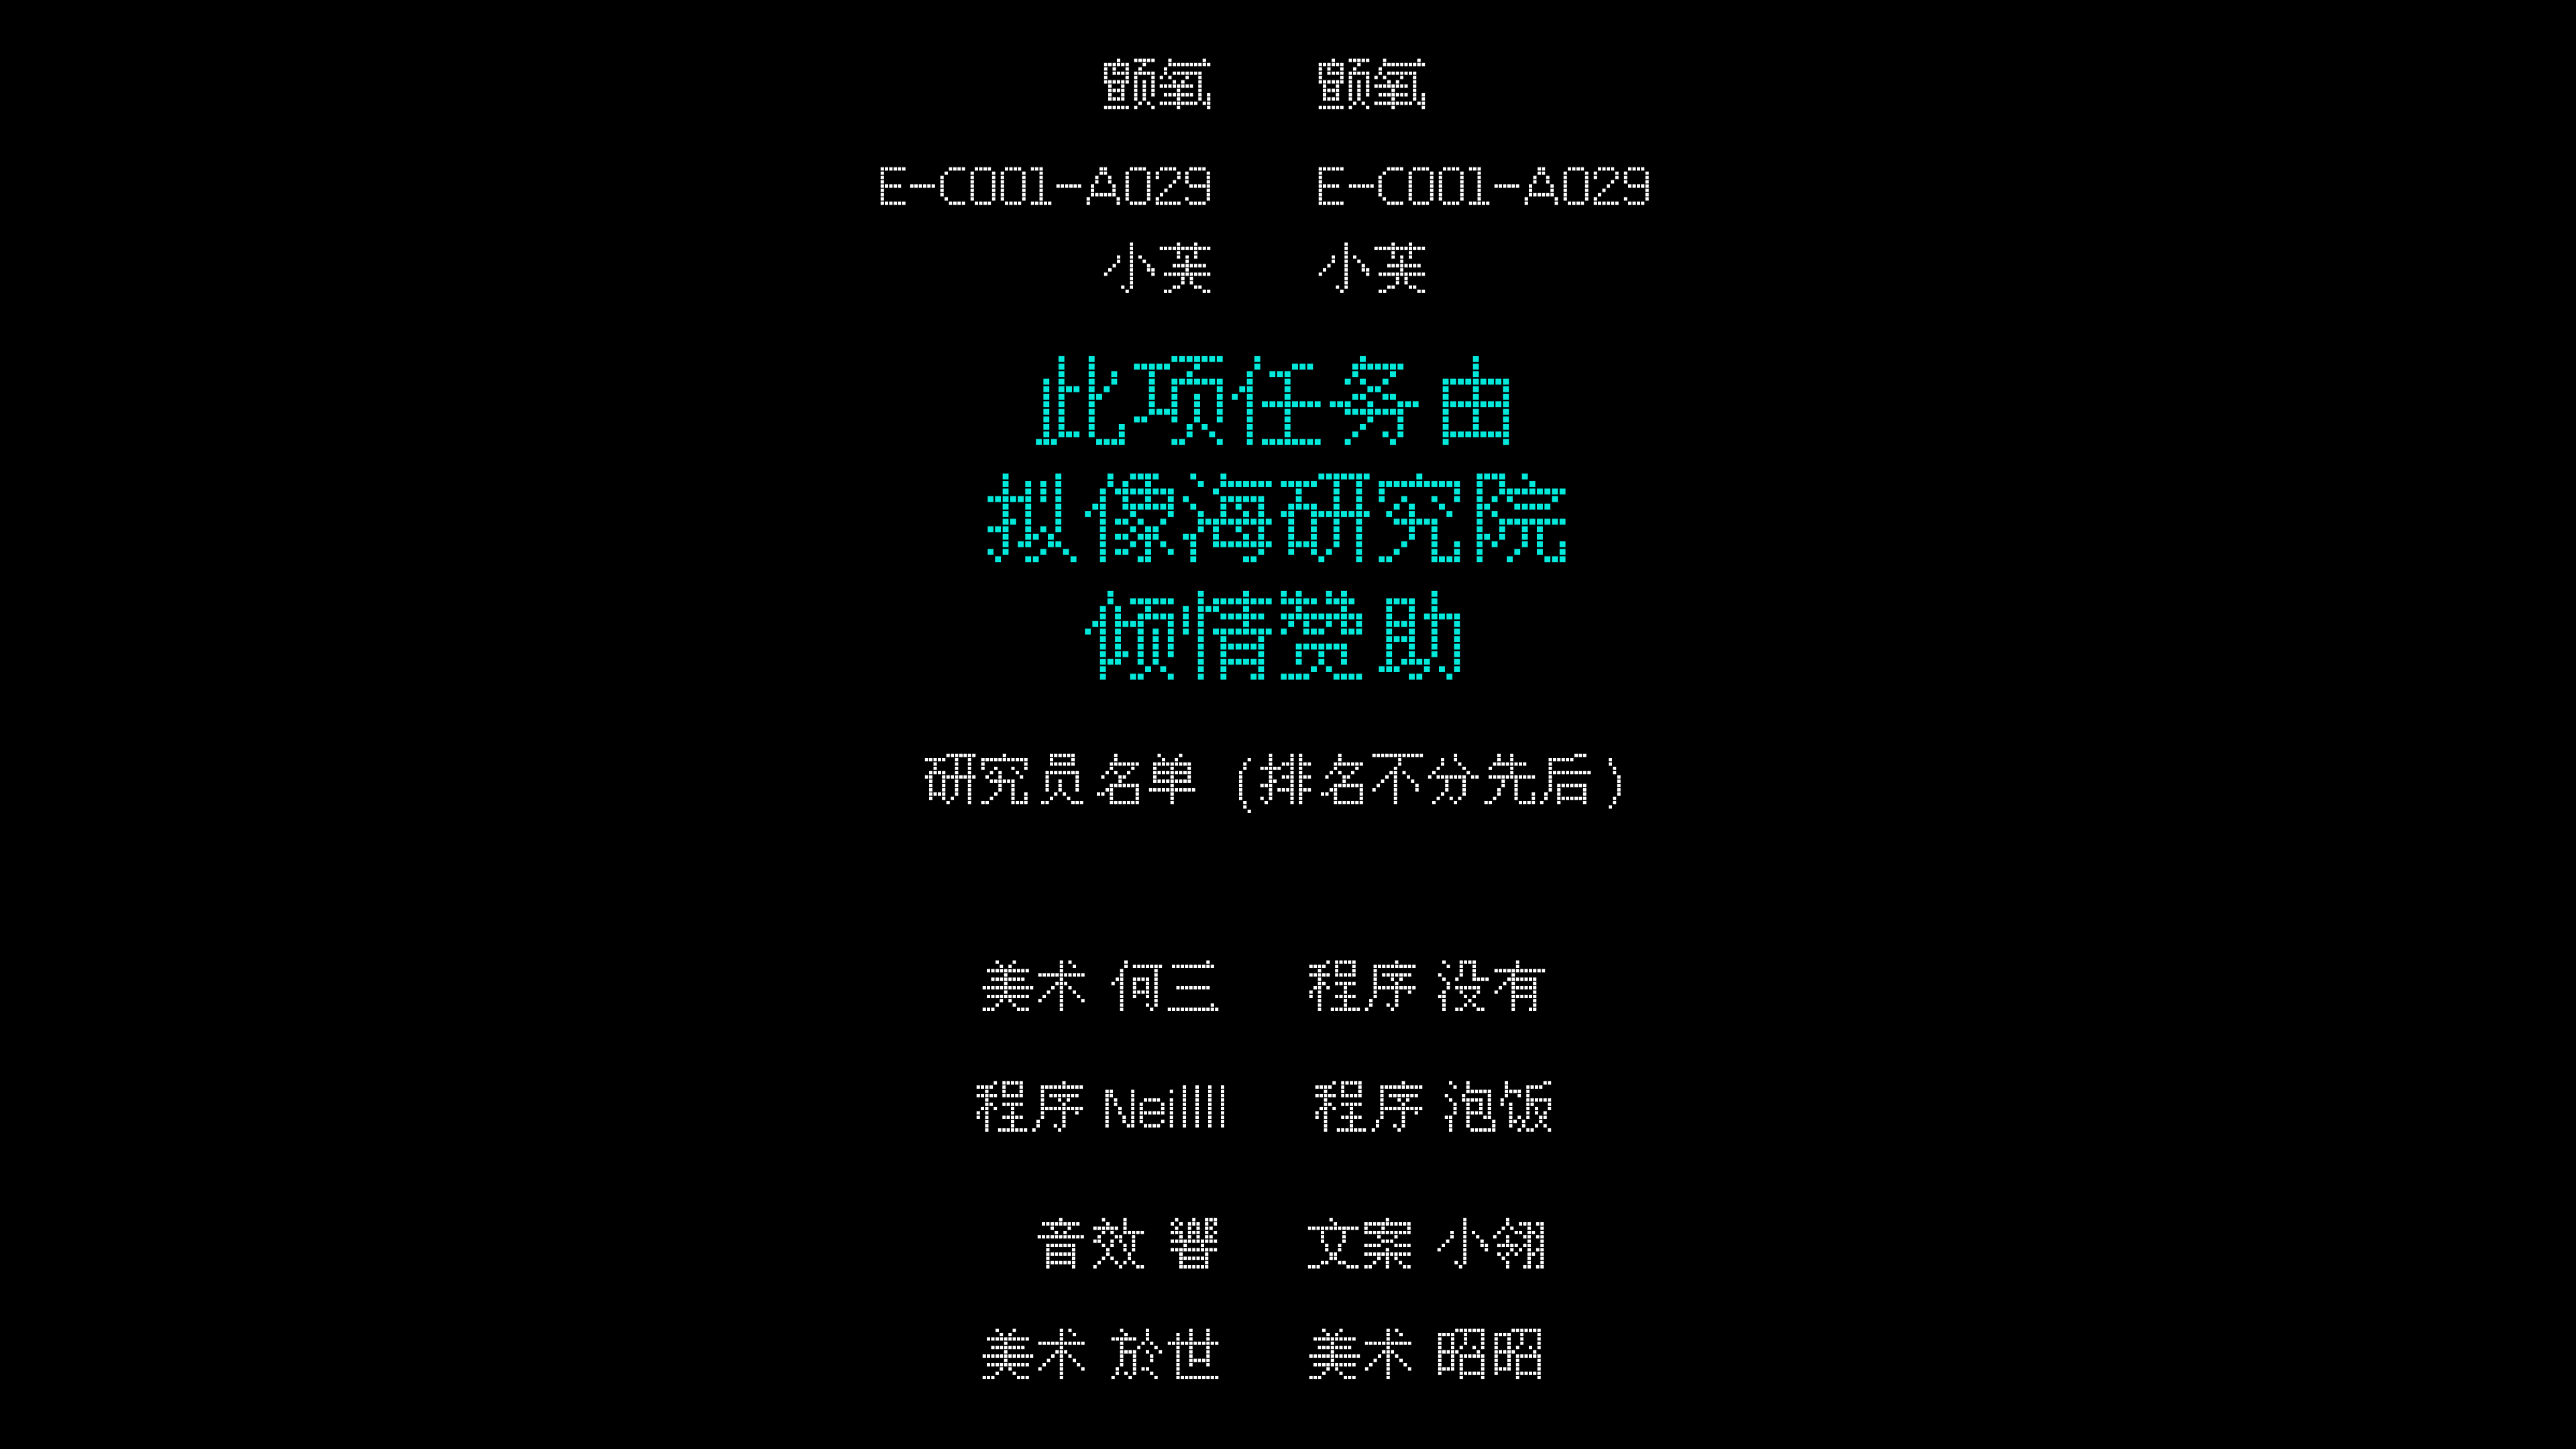 颤氧 颤氧
E-C001-A029 E-C001-A029
小芙 小芙
此项任务由
拟像海研究院
倾情赞助
研究员名单 (排名不分先后)
美术 何三 程序 没有
程序 Neillll 程序 泡饭
音效 響 文案 小翎
美术 於世 美术 昭昭